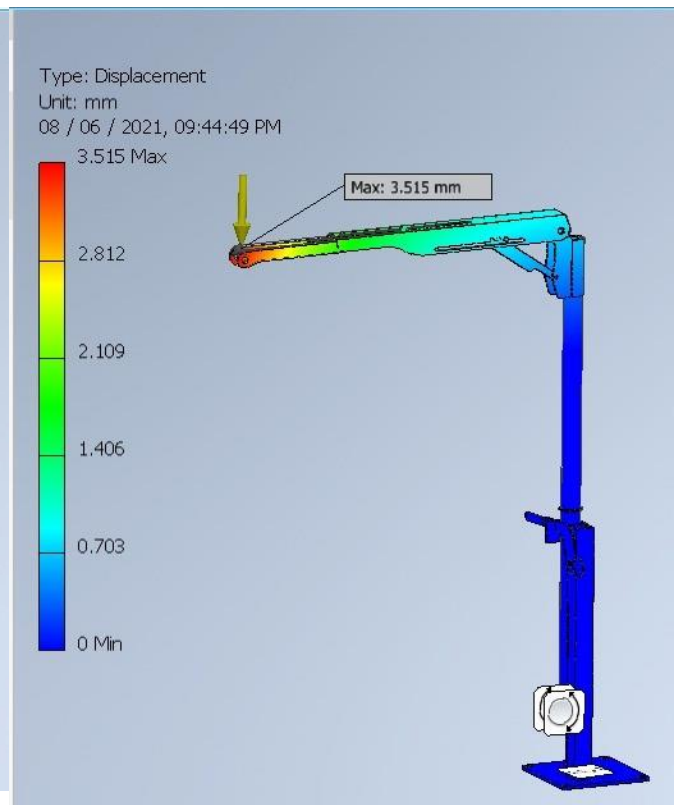 Type: Displacement
Unit: mm
08 / 06 / 2021, 09:44:49 PM
3.515 Max
Max: 3.515 mm
2.812
2.109
1.406
0.703
0 Min